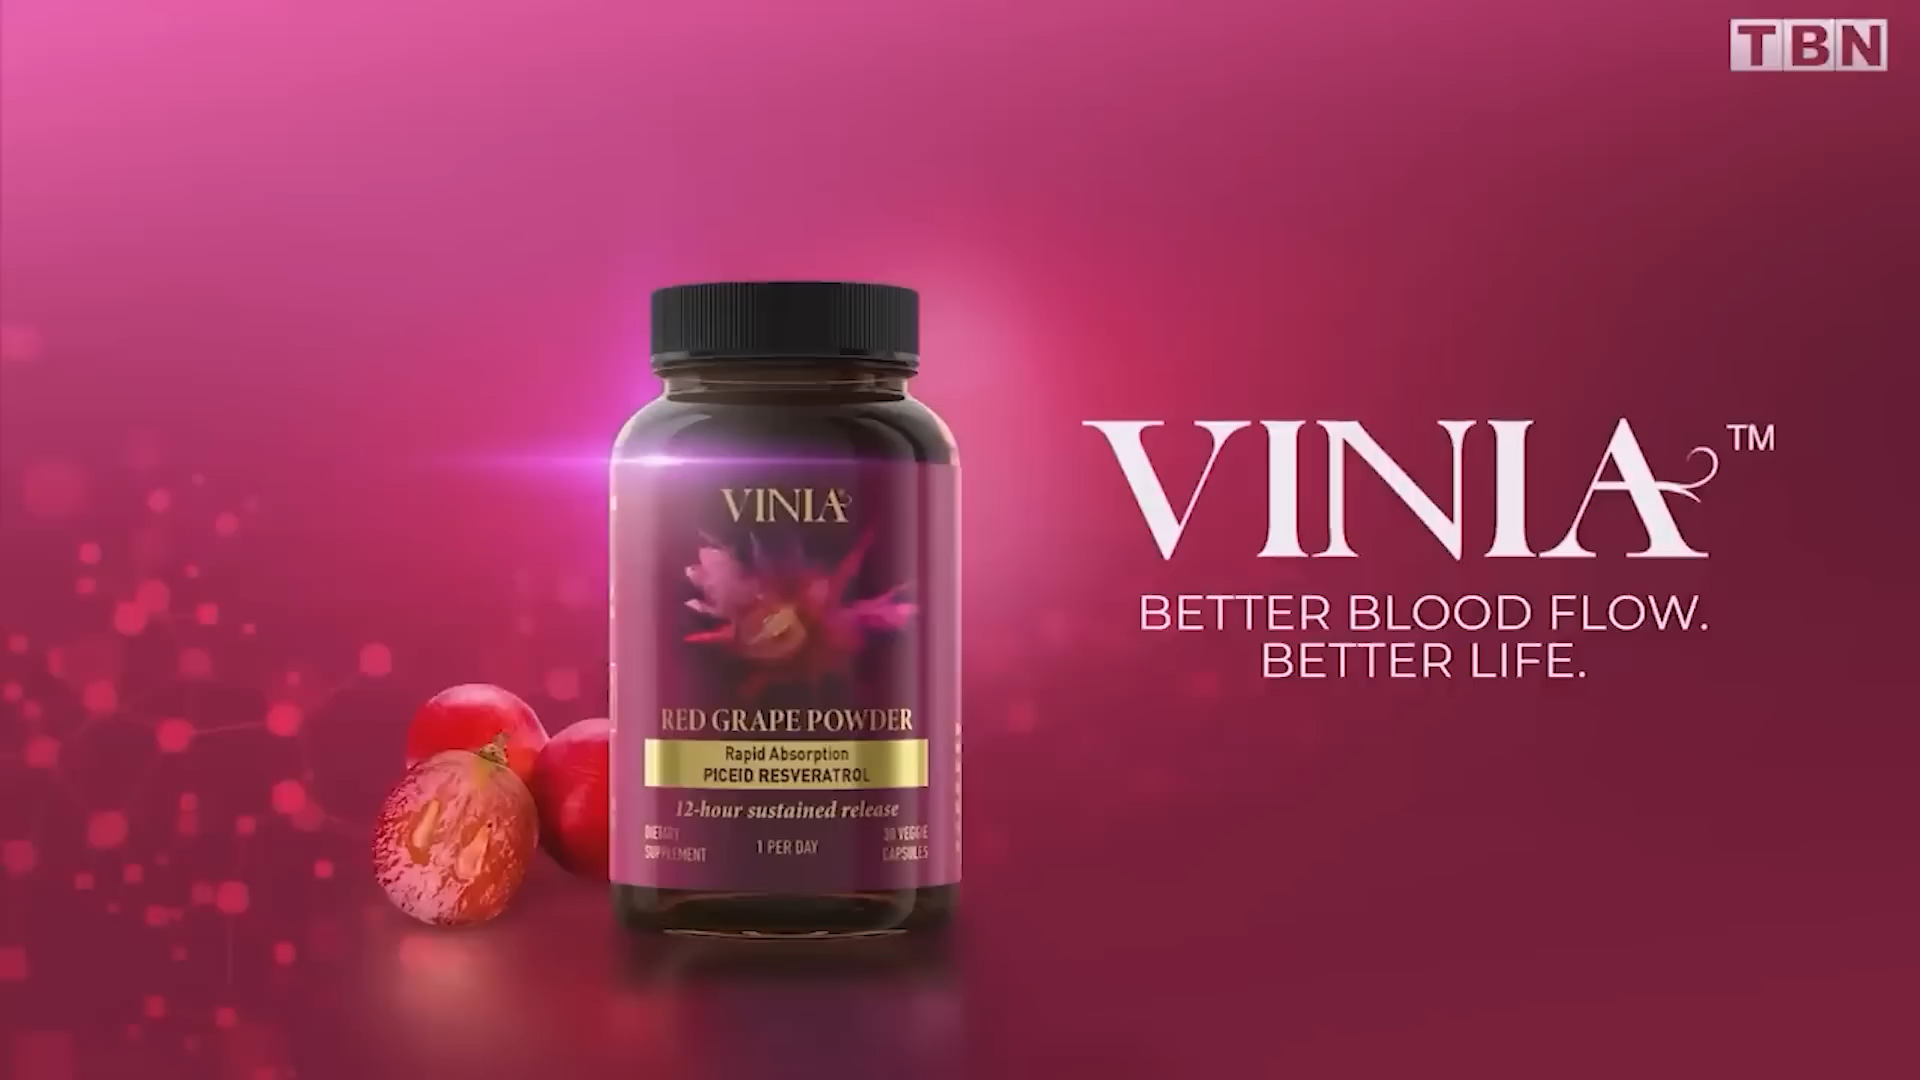 TBN
VINIA™
BETTER BLOOD FLOW.
BETTER LIFE.
VINIA
RED GRAPE POWDER
Rapid Absorption
PICEID RESVERATROL
12-hour sustained release
DIETARY
SUPPLEMENT
1 PER DAY
30 VEGGIE
CAPSULES